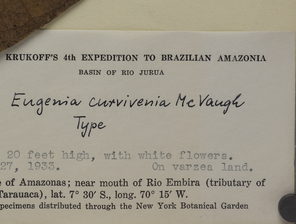 KRUKOFF'S 4th EXPEDITION TO BRAZILIAN AMAZONIA
BASIN OF RIO JURUA
Eugenia curvivenia McVaugh
Type
20 feet high, with white flowers.
27, 1933. On varzea land.
e of Amazonas; near mouth of Rio Embira (tributary of
Tarauaca), lat. 7° 30′ S., long. 70° 15′ W.
specimens distributed through the New York Botanical Garden